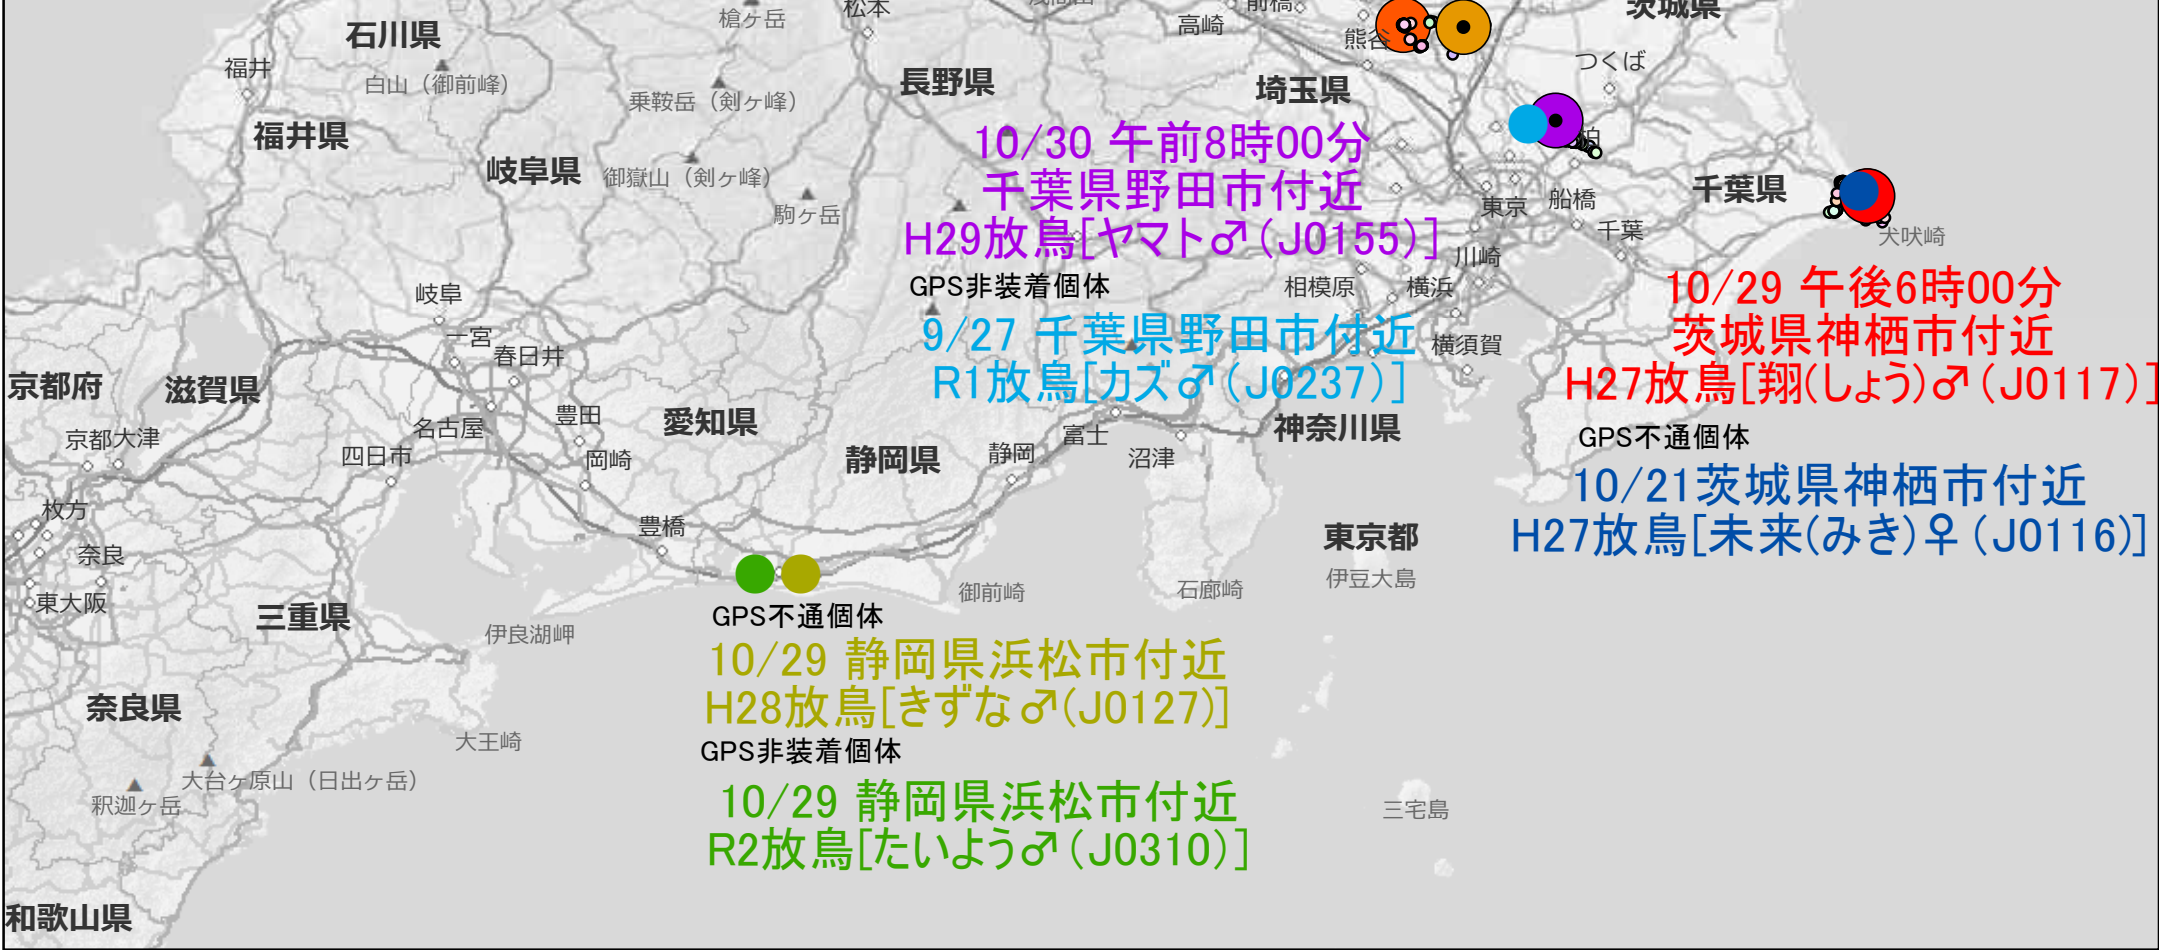 槍ヶ岳
松本
浅間山
高崎
前橋
茨城県
石川県
熊谷
福井
白山（御前峰）
乗鞍岳（剣ヶ峰）
長野県
埼玉県
つくば
福井県
岐阜県
御嶽山（剣ヶ峰）
駒ヶ岳
10/30 午前8時00分
千葉県野田市付近
H29放鳥[ヤマト♂(J0155)]
柏
東京
船橋
千葉県
千葉
川崎
犬吠崎
GPS非装着個体
9/27 千葉県野田市付近
R1放鳥[カズ♂(J0237)]
相模原
横浜
横須賀
10/29 午後6時00分
茨城県神栖市付近
H27放鳥[翔(しょう)♂(J0117)]
GPS不通個体
10/21茨城県神栖市付近
H27放鳥[未来(みき)♀(J0116)]
岐阜
一宮
春日井
京都府
滋賀県
名古屋
豊田
愛知県
京都
大津
四日市
岡崎
静岡県
静岡
富士
沼津
神奈川県
枚方
奈良
豊橋
東京都
伊豆大島
東大阪
三重県
伊良湖岬
御前崎
石廊崎
GPS不通個体
10/29 静岡県浜松市付近
H28放鳥[きずな♂(J0127)]
GPS非装着個体
10/29 静岡県浜松市付近
R2放鳥[たいよう♂(J0310)]
奈良県
大王崎
大台ヶ原山（日出ヶ岳）
釈迦ヶ岳
三宅島
和歌山県